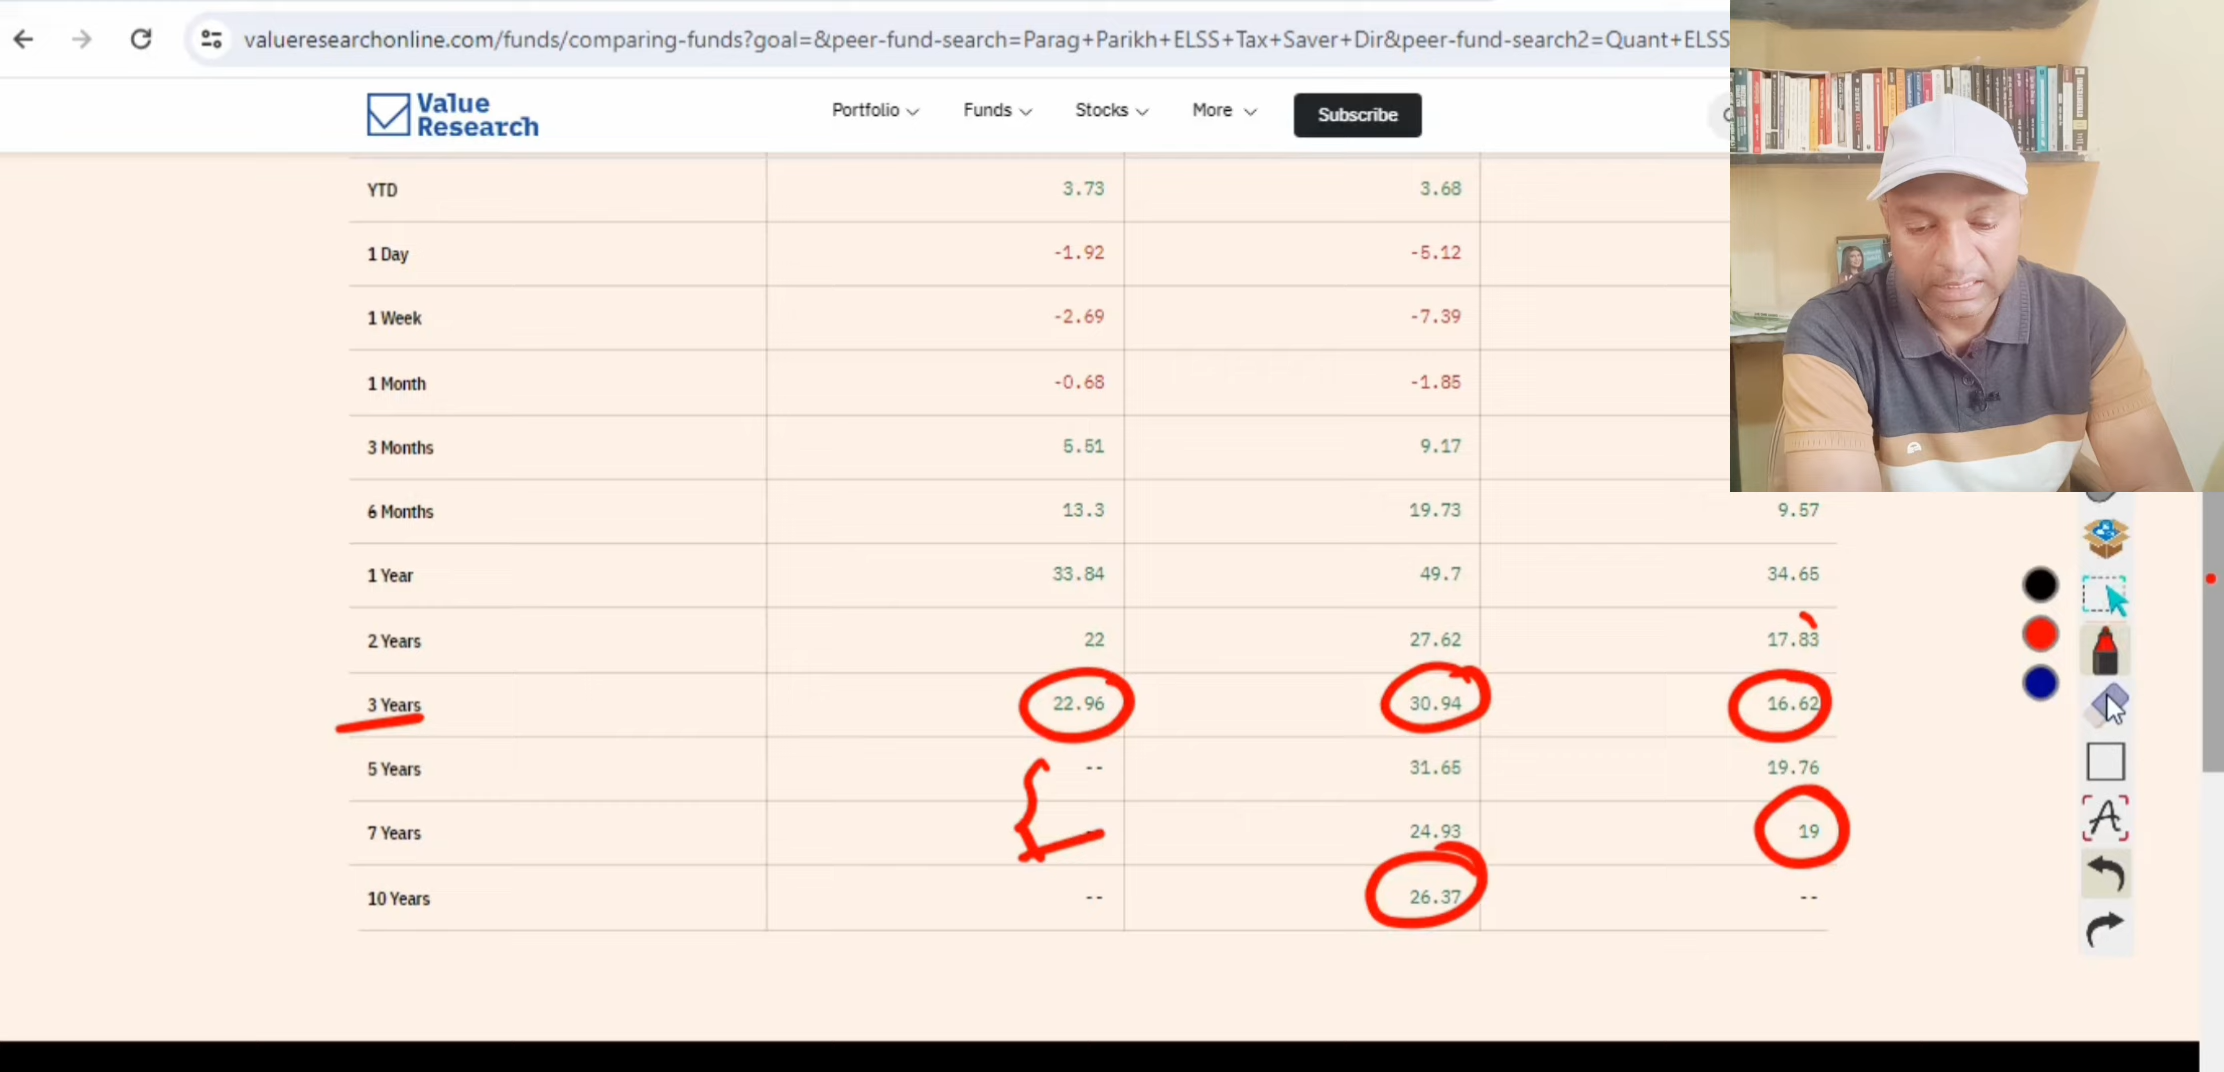 valueresearchonline.com/funds/comparing-funds?goal=&peer-fund-search=Parag+Parikh+ELSS+Tax+Saver+Dir&peer-fund-search2=Quant+ELSS
Value
Research
Portfolio Funds Stocks More Subscribe
YTD 3.73 3.68
1 Day -1.92 -5.12
1 Week -2.69 -7.39
1 Month -0.68 -1.85
3 Months 5.51 9.17
6 Months 13.3 19.73 9.57
1 Year 33.84 49.7 34.65
2 Years 22 27.62 17.83
3 Years 22.96 30.94 16.62
5 Years -- 31.65 19.76
7 Years 24.93 19
10 Years -- 26.37 --
A